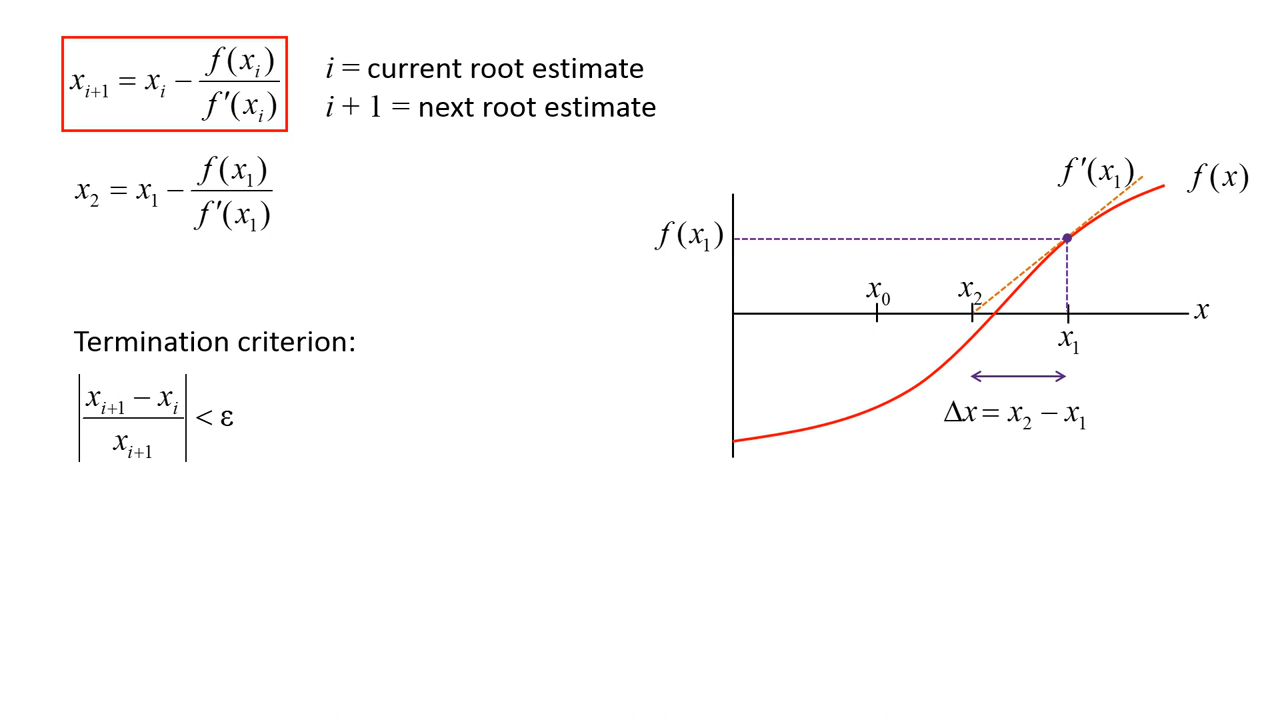 x_{i+1} = x_i − f(x_i) / f′(x_i)
i = current root estimate
i + 1 = next root estimate
x_2 = x_1 − f(x_1) / f′(x_1)
Termination criterion:
|(x_{i+1} − x_i) / x_{i+1}| < ε
f′(x_1)
f(x)
f(x_1)
x_0
x_2
x
x_1
Δx = x_2 − x_1